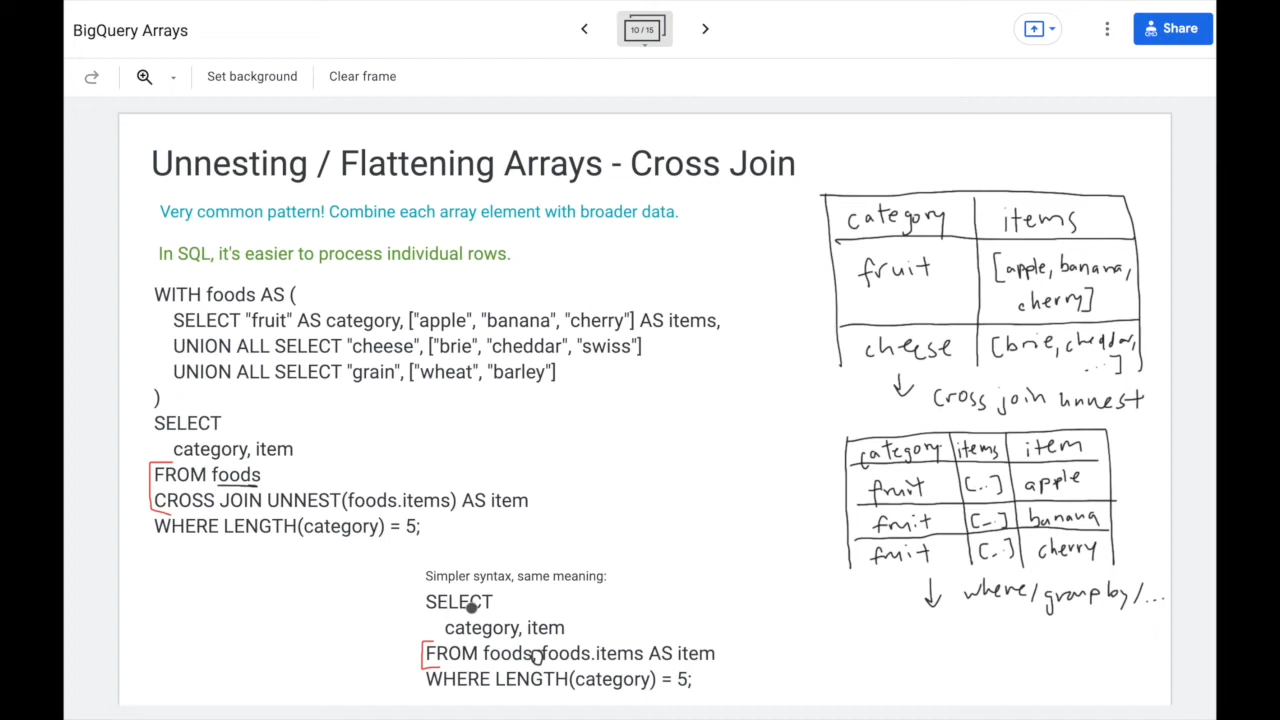 BigQuery Arrays
10 / 15
Share
Set background
Clear frame
Unnesting / Flattening Arrays - Cross Join
Very common pattern! Combine each array element with broader data.
In SQL, it's easier to process individual rows.
WITH foods AS (
SELECT "fruit" AS category, ["apple", "banana", "cherry"] AS items,
UNION ALL SELECT "cheese", ["brie", "cheddar", "swiss"]
UNION ALL SELECT "grain", ["wheat", "barley"]
)
SELECT
category, item
FROM foods
CROSS JOIN UNNEST(foods.items) AS item
WHERE LENGTH(category) = 5;
Simpler syntax, same meaning:
SELECT
category, item
FROM foods, foods.items AS item
WHERE LENGTH(category) = 5;
category items
fruit [apple, banana,
cherry]
cheese [brie, cheddar,
...]
cross join unnest
category items item
fruit [...] apple
fruit [...] banana
fruit [...] cherry
where/group by/...